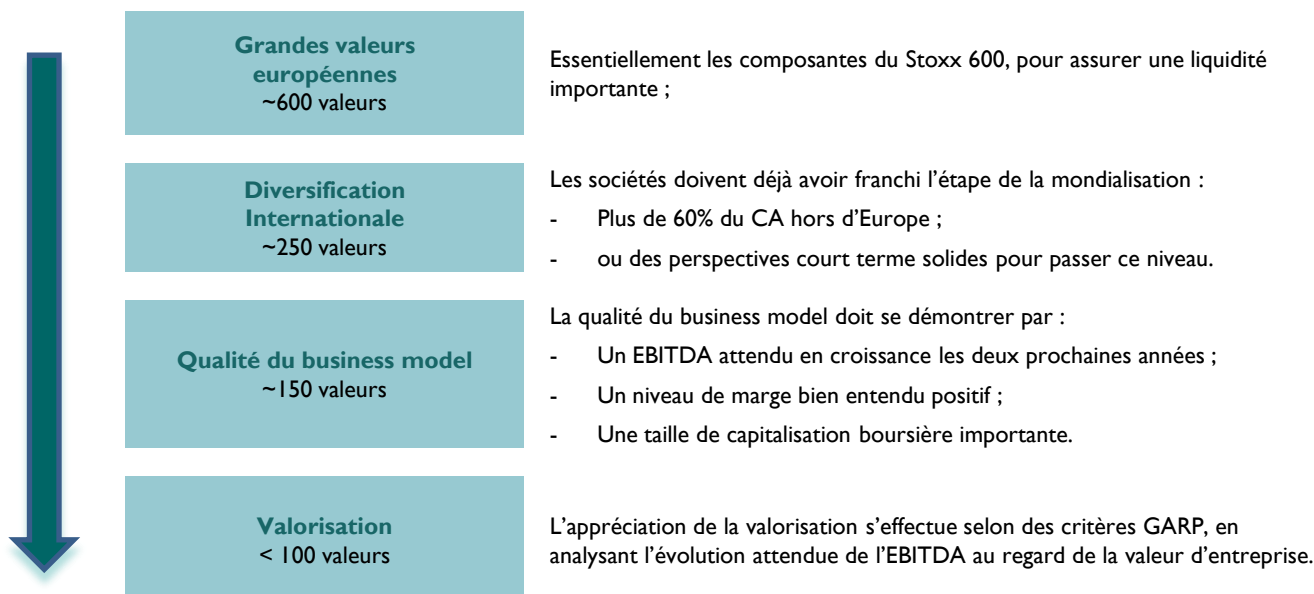 Grandes valeurs
européennes
~600 valeurs
Essentiellement les composantes du Stoxx 600, pour assurer une liquidité
importante ;
Diversification
Internationale
~250 valeurs
Les sociétés doivent déjà avoir franchi l’étape de la mondialisation :
- Plus de 60% du CA hors d’Europe ;
- ou des perspectives court terme solides pour passer ce niveau.
Qualité du business model
~150 valeurs
La qualité du business model doit se démontrer par :
- Un EBITDA attendu en croissance les deux prochaines années ;
- Un niveau de marge bien entendu positif ;
- Une taille de capitalisation boursière importante.
Valorisation
< 100 valeurs
L’appréciation de la valorisation s’effectue selon des critères GARP, en
analysant l’évolution attendue de l’EBITDA au regard de la valeur d’entreprise.